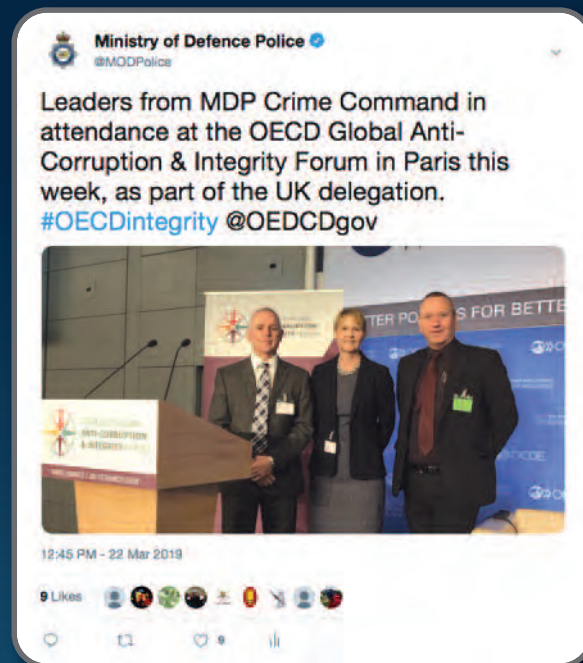 Ministry of Defence Police
@MODPolice
Leaders from MDP Crime Command in
attendance at the OECD Global Anti-
Corruption & Integrity Forum in Paris this
week, as part of the UK delegation.
#OECDintegrity @OEDCDgov
TTER PO S FOR BETTE
ANTI-CORRUPTION
& INTEGRITY
12:45 PM - 22 Mar 2019
9 Likes
9